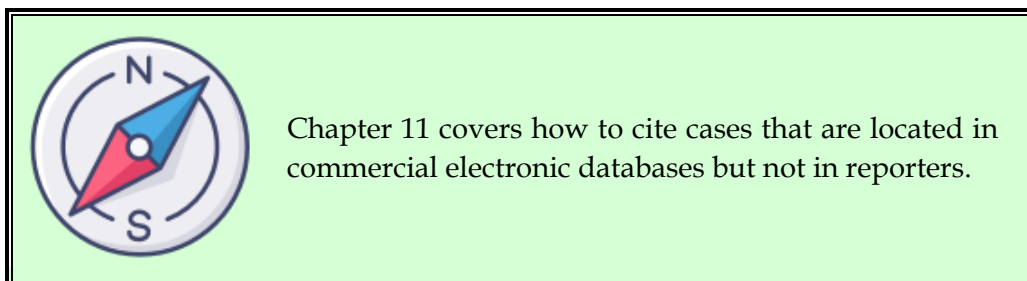 N
Chapter 11 covers how to cite cases that are located in
commercial electronic databases but not in reporters.
S